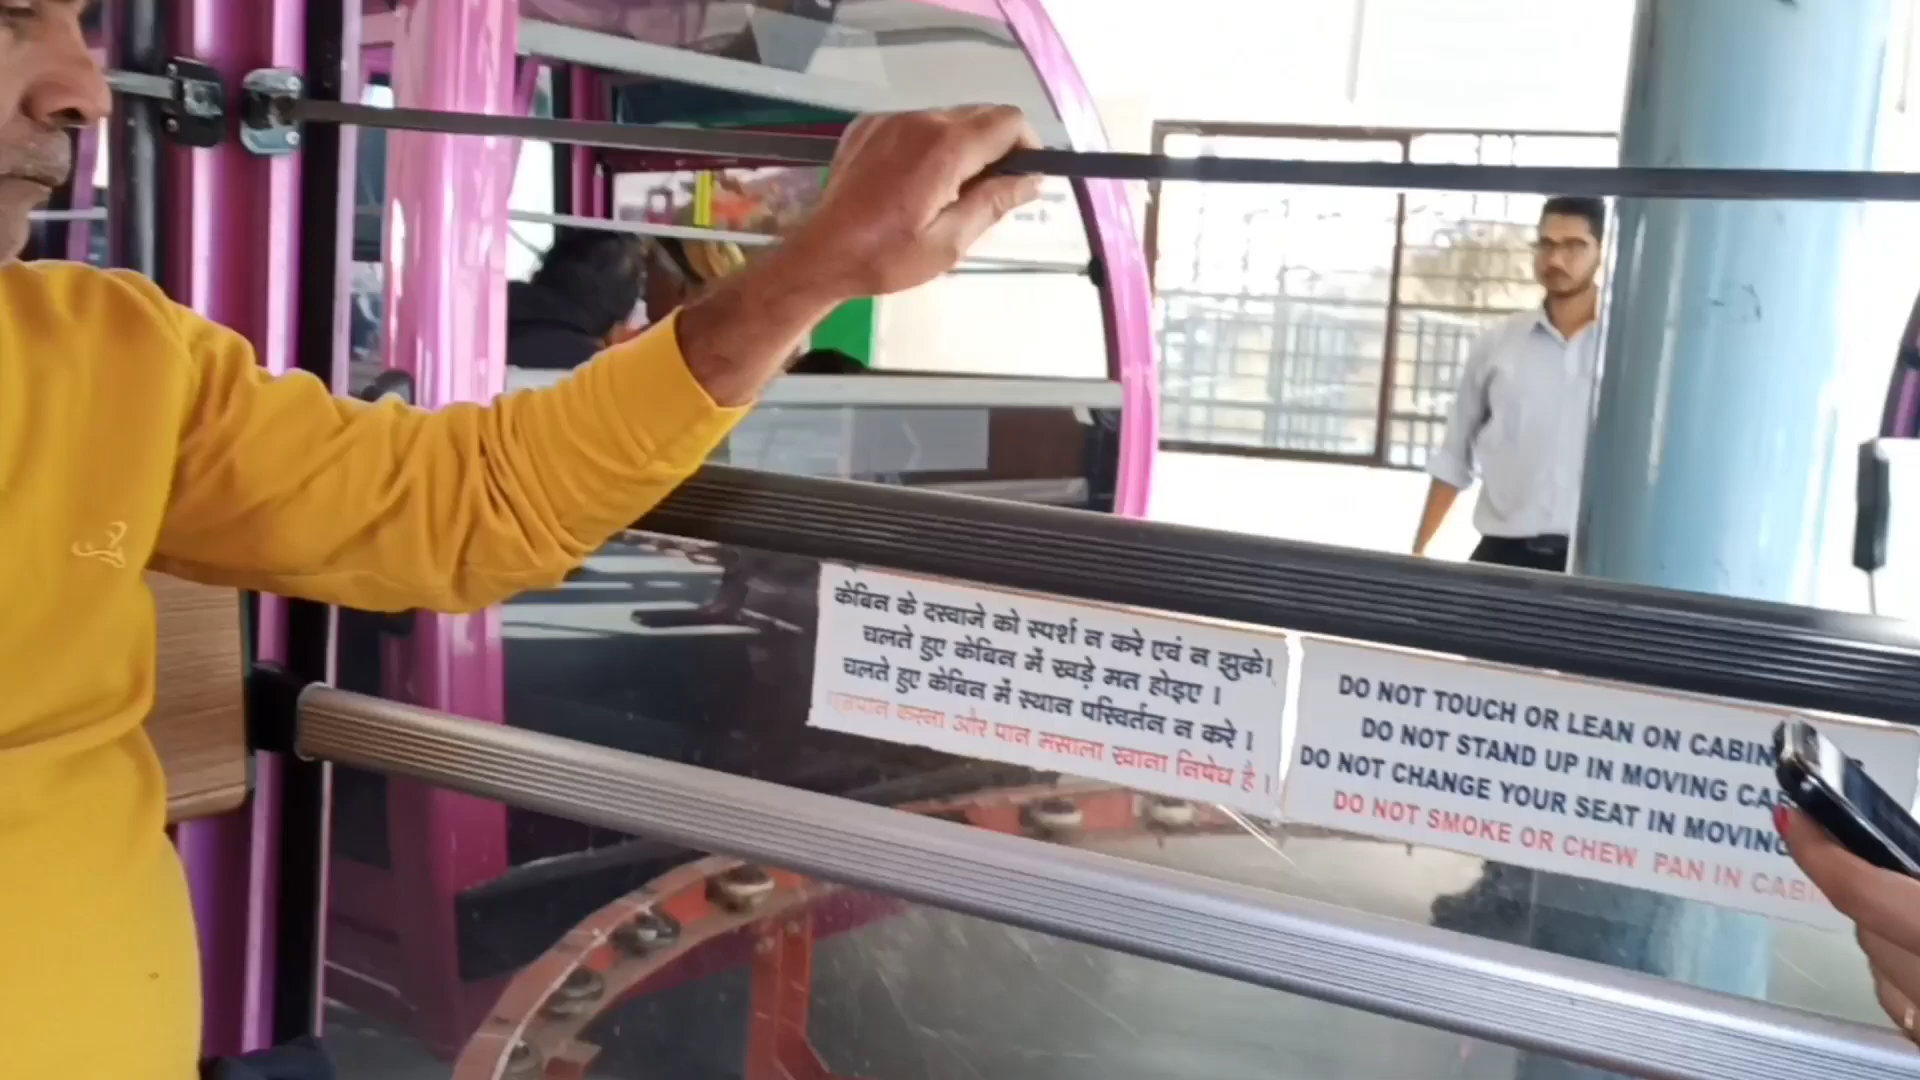 केबिन के दरवाजे को स्पर्श न करे एवं न झुके।
चलते हुए केबिन में खड़े मत होइए ।
चलते हुए केबिन में स्थान परिवर्तन न करे ।
करना और पान मसाला खाना निषेध है ।
DO NOT TOUCH OR LEAN ON CABIN
DO NOT STAND UP IN MOVING
DO NOT CHANGE YOUR SEAT IN MOVING
DO NOT SMOKE OR CHEW PAN IN